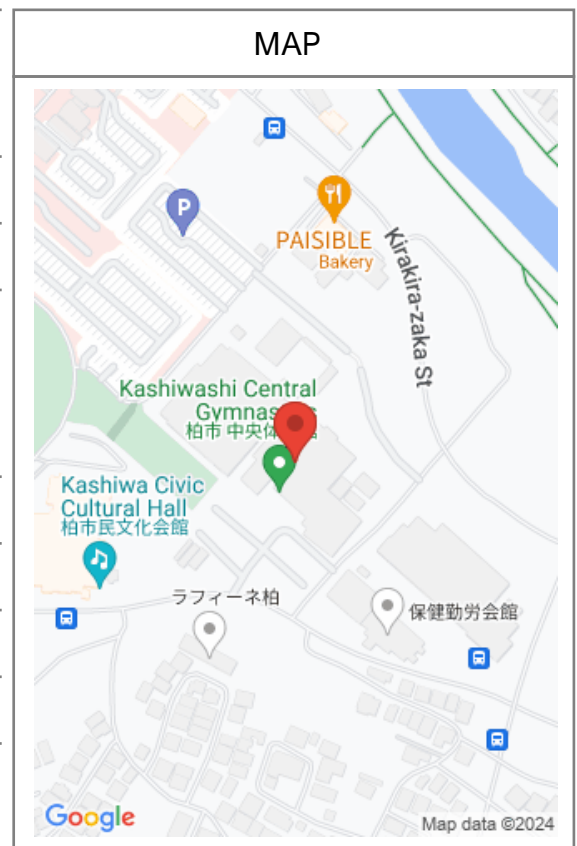 MAP
P
PAISIBLE
Bakery
Kirakira-zaka St
Kashiwashi Central
柏市 中央体
館
Kashiwa Civic
Cultural Hall
柏市民文化会館
ラフィーネ柏
保健勤労会館
Google
Map data ©2024